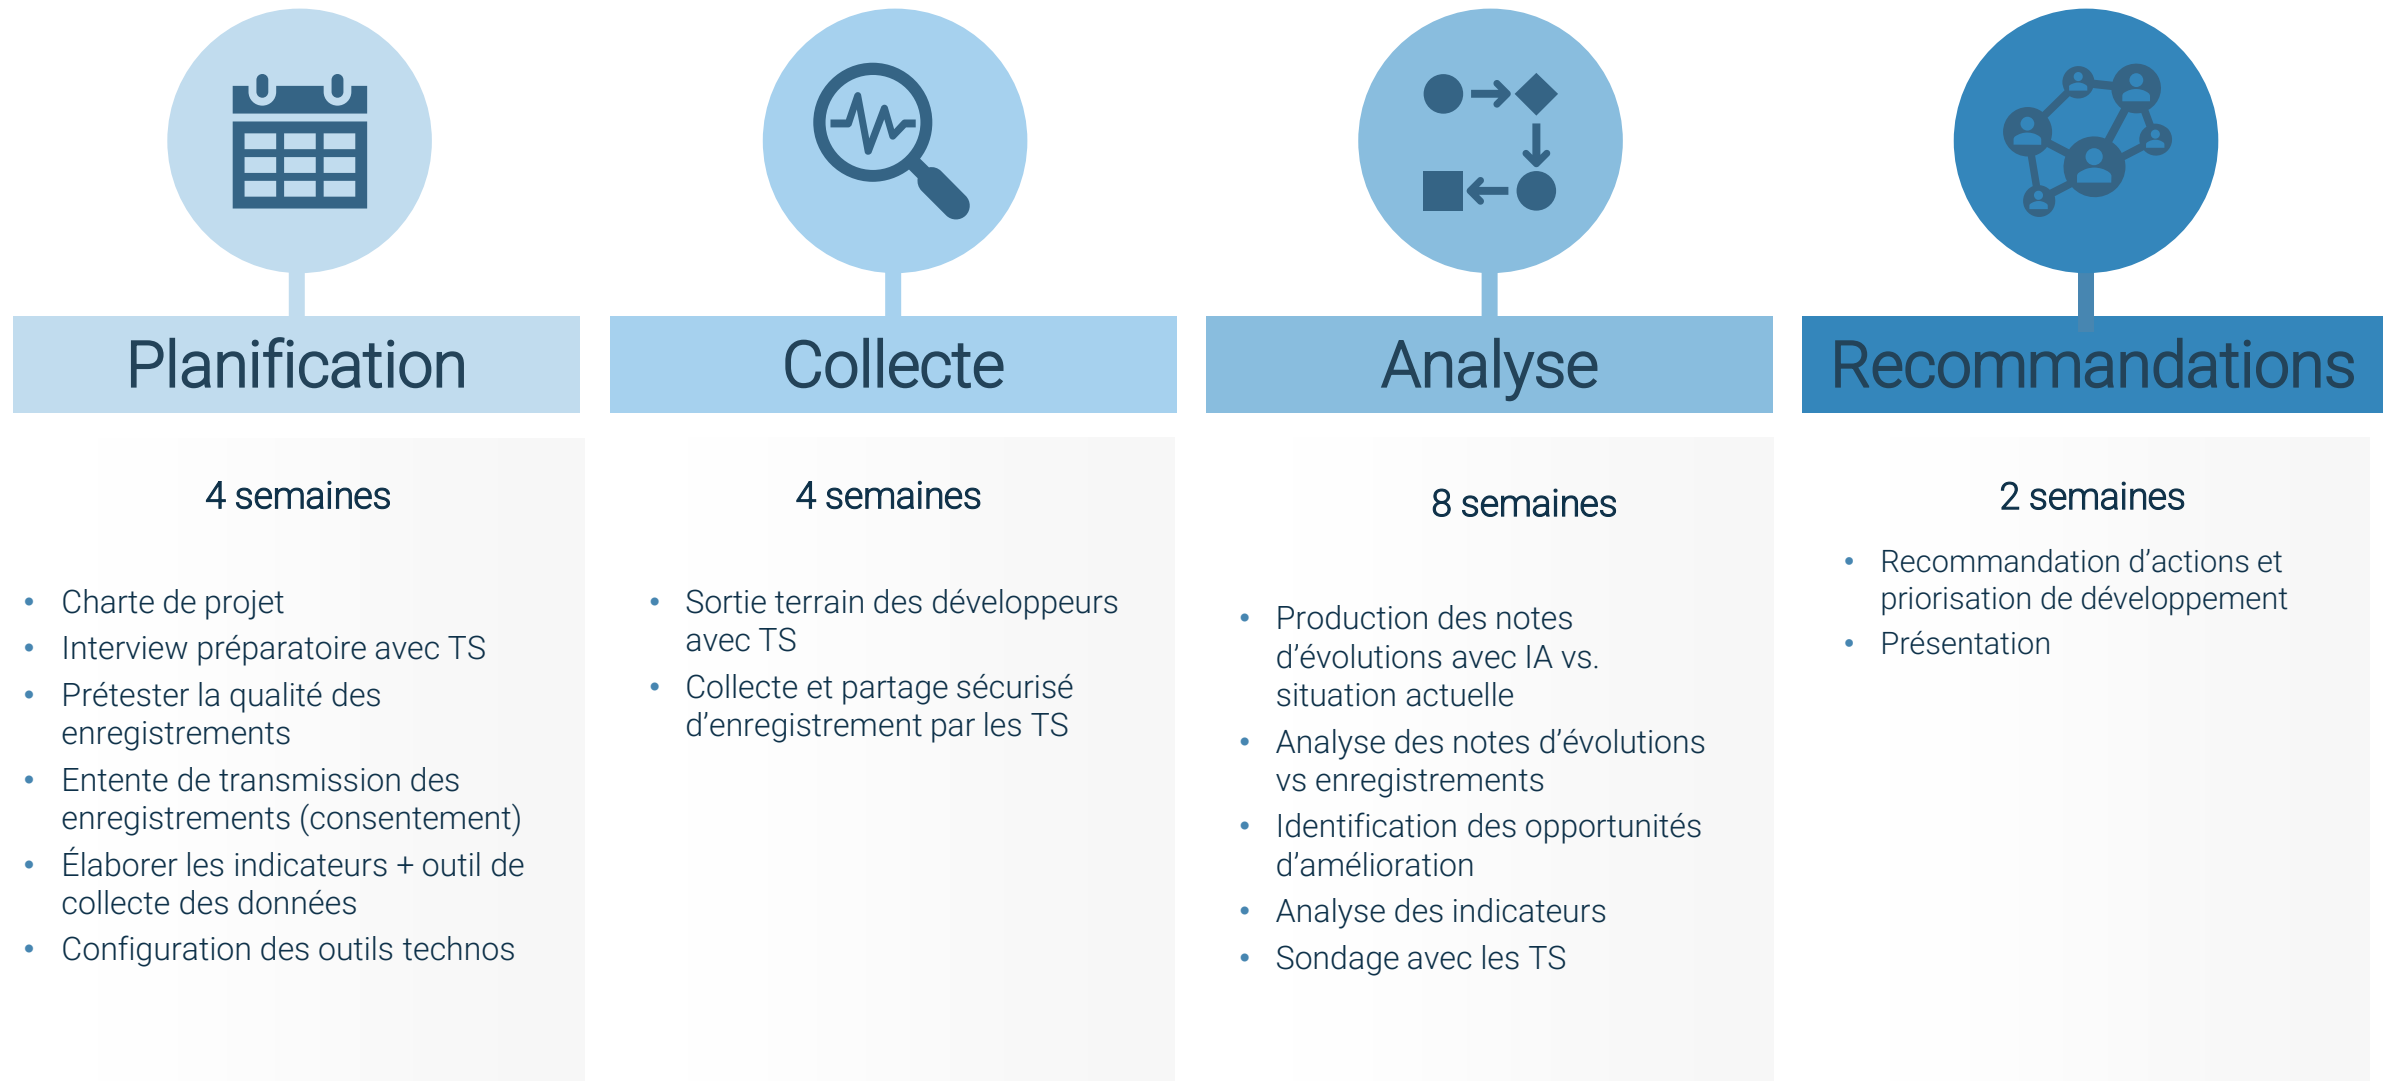 Planification
4 semaines
• Charte de projet
• Interview préparatoire avec TS
• Prétester la qualité des
enregistrements
• Entente de transmission des
enregistrements (consentement)
• Élaborer les indicateurs + outil de
collecte des données
• Configuration des outils technos
Collecte
4 semaines
• Sortie terrain des développeurs
avec TS
• Collecte et partage sécurisé
d’enregistrement par les TS
Analyse
8 semaines
• Production des notes
d’évolutions avec IA vs.
situation actuelle
• Analyse des notes d’évolutions
vs enregistrements
• Identification des opportunités
d’amélioration
• Analyse des indicateurs
• Sondage avec les TS
Recommandations
2 semaines
• Recommandation d’actions et
priorisation de développement
• Présentation